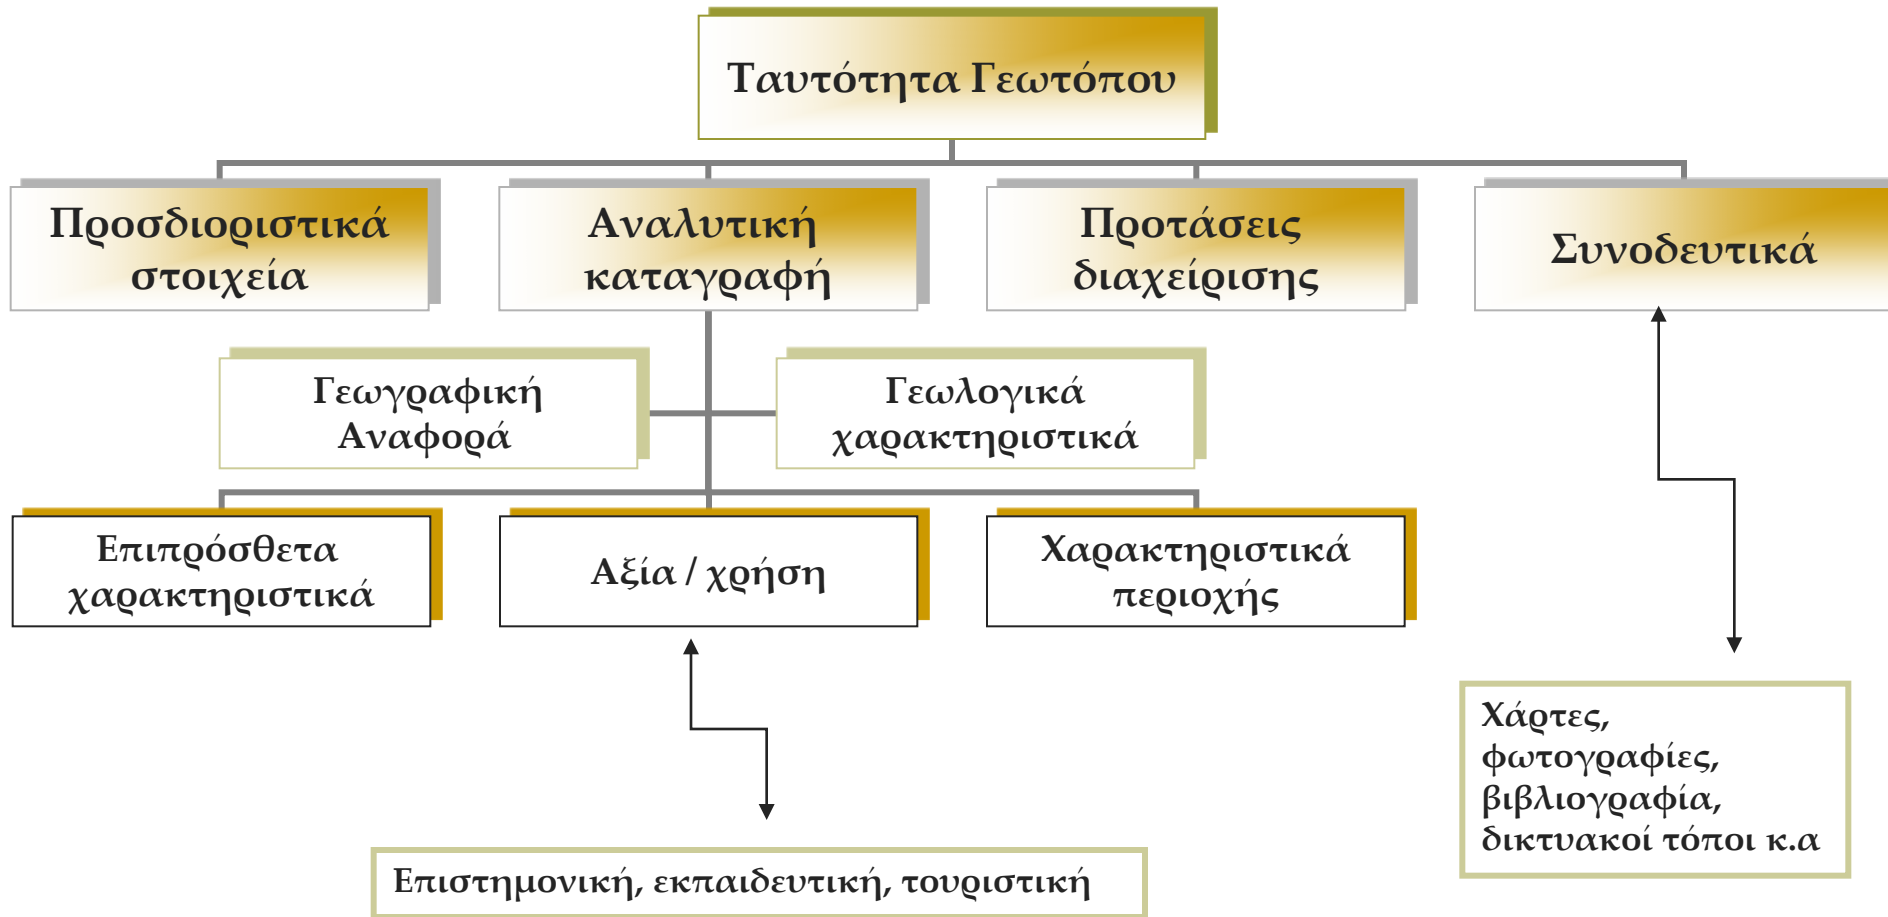 Ταυτότητα Γεωτόπου
Προσδιοριστικά
στοιχεία
Αναλυτική
καταγραφή
Προτάσεις
διαχείρισης
Συνοδευτικά
Γεωγραφική
Αναφορά
Γεωλογικά
χαρακτηριστικά
Επιπρόσθετα
χαρακτηριστικά
Αξία / χρήση
Χαρακτηριστικά
περιοχής
Χάρτες,
φωτογραφίες,
βιβλιογραφία,
δικτυακοί τόποι κ.α
Επιστημονική, εκπαιδευτική, τουριστική